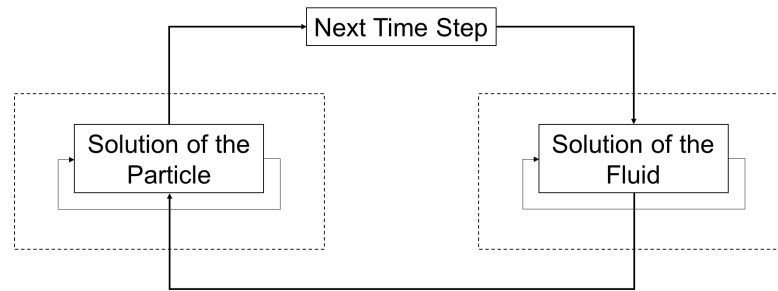 Next Time Step
Solution of the
Particle
Solution of the
Fluid